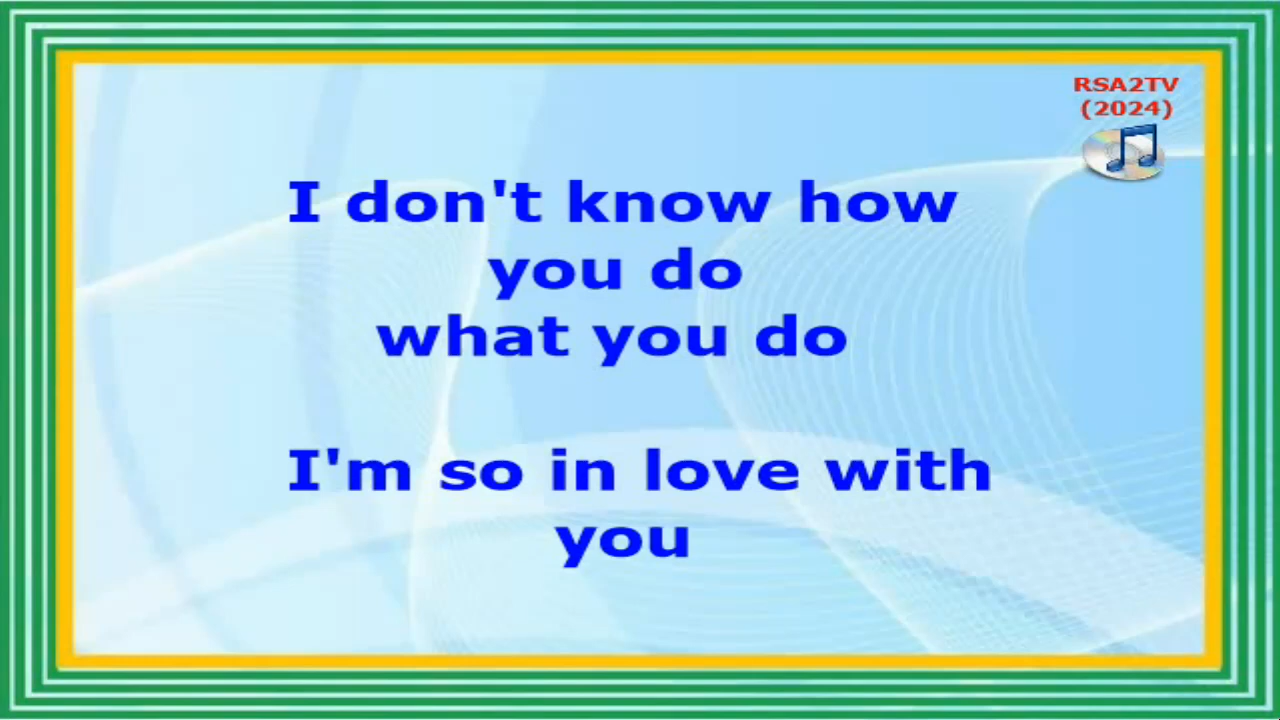 RSA2TV
(2024)
I don't know how
you do
what you do
I'm so in love with
you